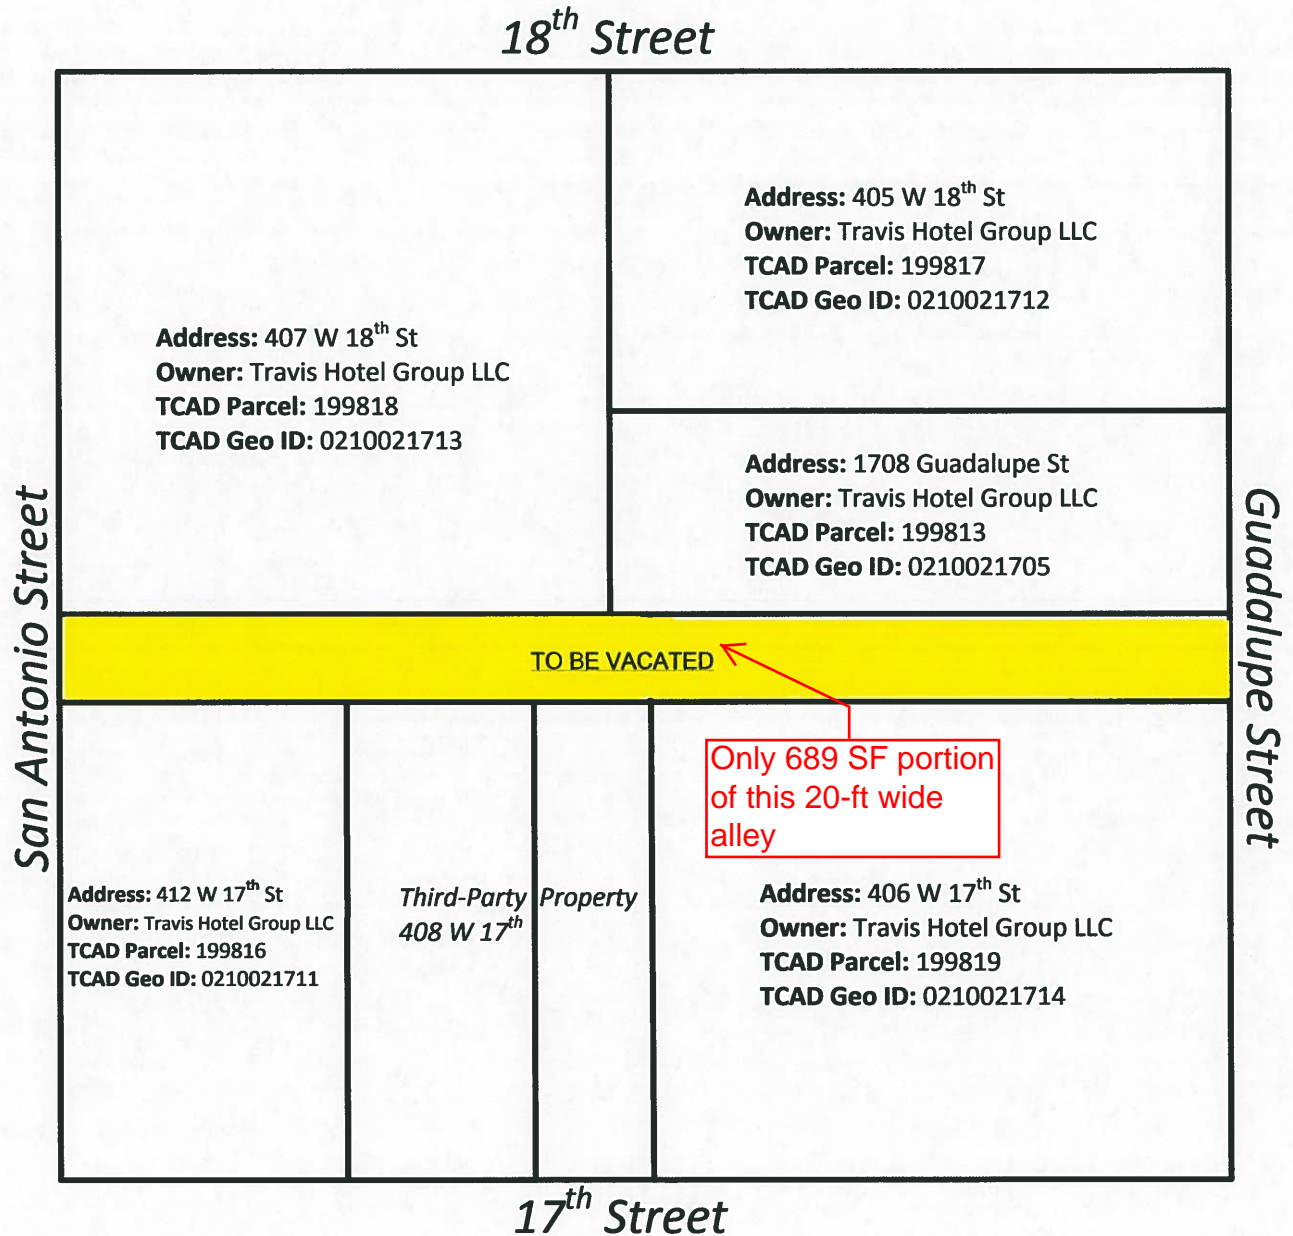 18th Street
Address: 407 W 18th St
Owner: Travis Hotel Group LLC
TCAD Parcel: 199818
TCAD Geo ID: 0210021713
Address: 405 W 18th St
Owner: Travis Hotel Group LLC
TCAD Parcel: 199817
TCAD Geo ID: 0210021712
Address: 1708 Guadalupe St
Owner: Travis Hotel Group LLC
TCAD Parcel: 199813
TCAD Geo ID: 0210021705
San Antonio Street
Guadalupe Street
TO BE VACATED
Only 689 SF portion
of this 20-ft wide
alley
Address: 412 W 17th St
Owner: Travis Hotel Group LLC
TCAD Parcel: 199816
TCAD Geo ID: 0210021711
Third-Party Property
408 W 17th
Address: 406 W 17th St
Owner: Travis Hotel Group LLC
TCAD Parcel: 199819
TCAD Geo ID: 0210021714
17th Street